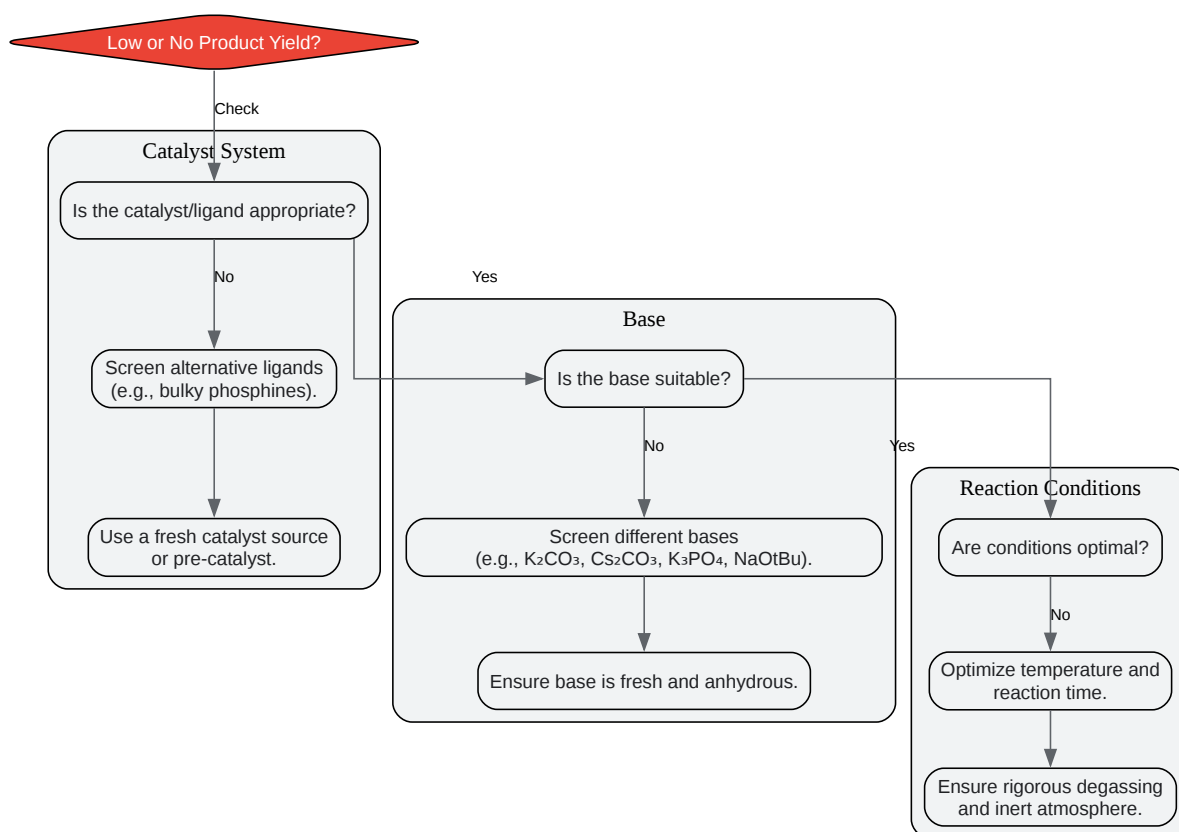 Low or No Product Yield?
Check
Catalyst System
Is the catalyst/ligand appropriate?
No
Screen alternative ligands
(e.g., bulky phosphines).
Use a fresh catalyst source
or pre-catalyst.
Yes
Base
Is the base suitable?
No
Screen different bases
(e.g., K₂CO₃, Cs₂CO₃, K₃PO₄, NaOtBu).
Ensure base is fresh and anhydrous.
Yes
Reaction Conditions
Are conditions optimal?
No
Optimize temperature and
reaction time.
Ensure rigorous degassing
and inert atmosphere.